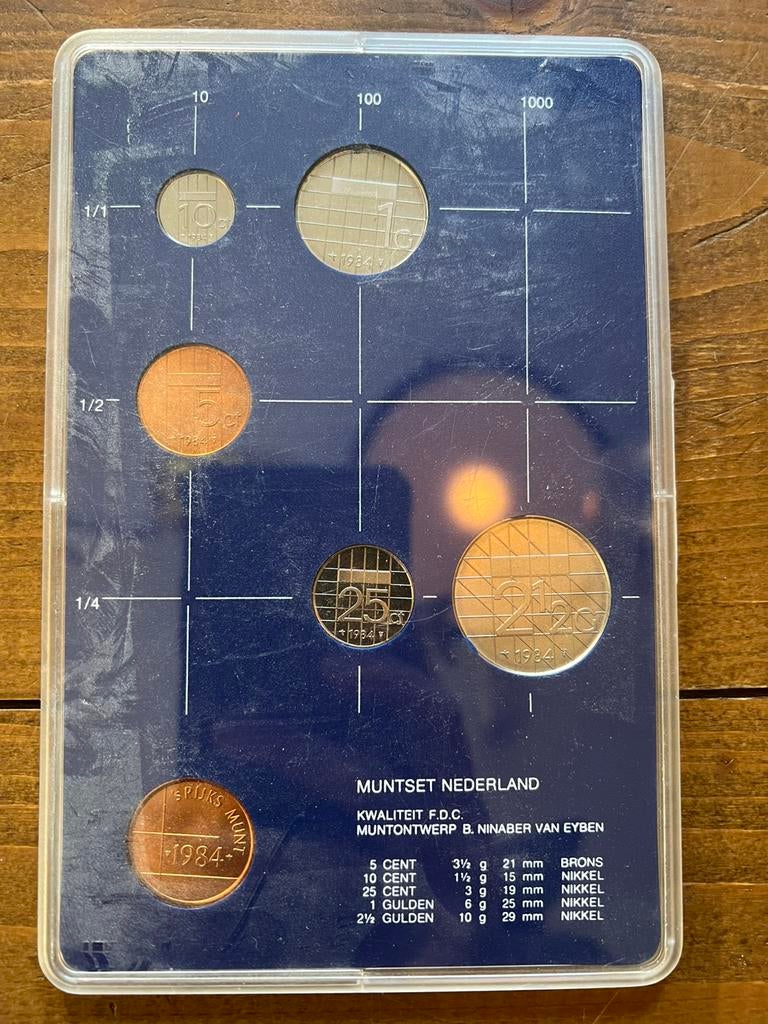 10 100 1000
1/1
10 Ct
1984
1 G
1984
1/2
5 Ct
1984
1/4
25 Ct
1984
2 1/2 G
1984
'S RIJKS MUNT
1984
MUNTSET NEDERLAND
KWALITEIT F.D.C.
MUNTONTWERP B. NINABER VAN EYBEN
5 CENT 3½ g 21 mm BRONS
10 CENT 1½ g 15 mm NIKKEL
25 CENT 3 g 19 mm NIKKEL
1 GULDEN 6 g 25 mm NIKKEL
2½ GULDEN 10 g 29 mm NIKKEL